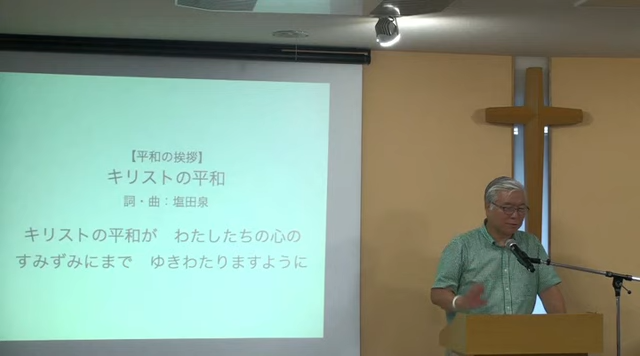 【平和の挨拶】
キリストの平和
詞・曲：塩田泉
キリストの平和が　わたしたちの心の
すみずみにまで　ゆきわたりますように